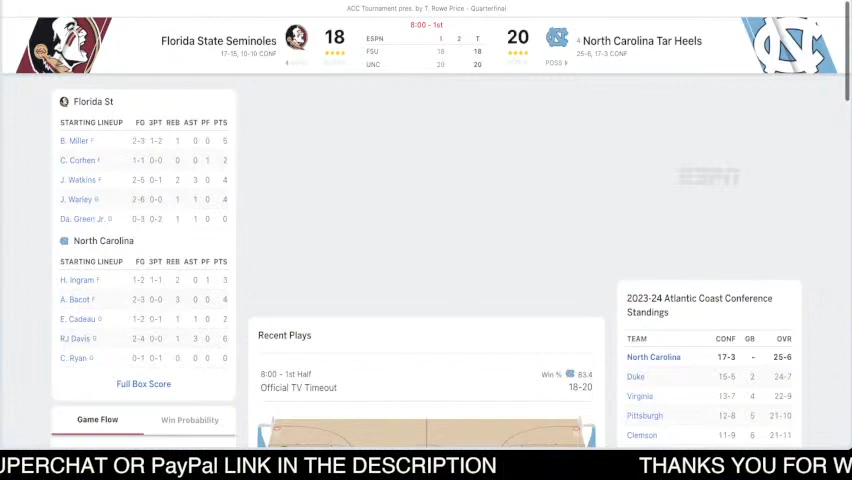 ACC Tournament pres. by T. Rowe Price - Quarterfinal
8:00 - 1st
Florida State Seminoles 18
17-15, 10-10 CONF
ESPN 1 2 T
FSU 18 18
UNC 20 20
20 4 North Carolina Tar Heels
POSS 25-6, 17-3 CONF
Florida St
STARTING LINEUP FG 3PT REB AST PF PTS
B. Miller F 2-3 1-2 1 0 0 5
C. Corhen F 1-1 0-0 0 0 1 2
J. Watkins F 2-5 0-1 2 3 0 4
J. Warley G 2-6 0-0 1 1 0 4
Da. Green Jr. G 0-3 0-2 1 1 0 0
North Carolina
STARTING LINEUP FG 3PT REB AST PF PTS
H. Ingram F 1-2 1-1 2 0 1 3
A. Bacot F 2-3 0-0 3 0 0 4
E. Cadeau G 1-2 0-1 1 1 0 2
RJ Davis G 2-4 0-0 1 3 0 6
C. Ryan G 0-1 0-1 0 0 0 0
Full Box Score
Game Flow Win Probability
Recent Plays
8:00 - 1st Half Win % 83.4
Official TV Timeout 18-20
ESPN
2023-24 Atlantic Coast Conference
Standings
TEAM CONF GB OVR
North Carolina 17-3 - 25-6
Duke 15-5 2 24-7
Virginia 13-7 4 22-9
Pittsburgh 12-8 5 21-10
Clemson 11-9 6 21-11
UPERCHAT OR PayPal LINK IN THE DESCRIPTION THANKS YOU FOR W